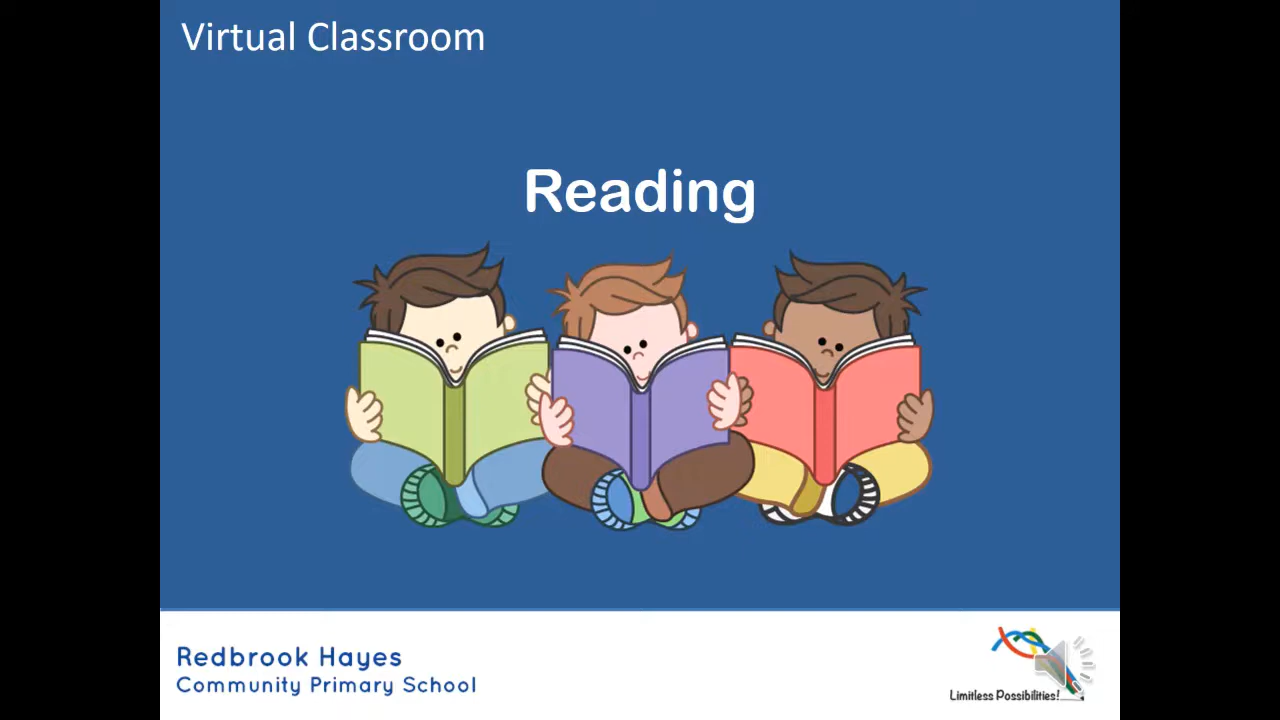 Virtual Classroom
Reading
Redbrook Hayes
Community Primary School
Limitless Possibilities!